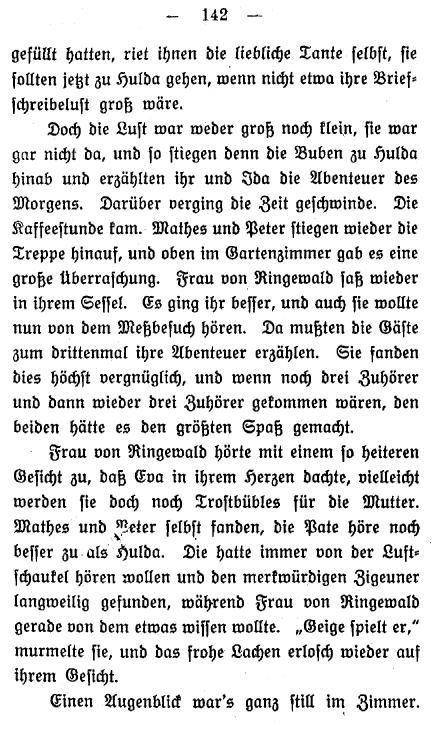 — 142 —
gefüllt hatten, riet ihnen die liebliche Tante selbst, sie
sollten jetzt zu Hulda gehen, wenn nicht etwa ihre Brief-
schreibelust groß wäre.
Doch die Lust war weder groß noch klein, sie war
gar nicht da, und so stiegen denn die Buben zu Hulda
hinab und erzählten ihr und Ida die Abenteuer des
Morgens. Darüber verging die Zeit geschwinde. Die
Kaffeestunde kam. Mathes und Peter stiegen wieder die
Treppe hinauf, und oben im Gartenzimmer gab es eine
große Überraschung. Frau von Ringewald saß wieder
in ihrem Sessel. Es ging ihr besser, und auch sie wollte
nun von dem Meßbesuch hören. Da mußten die Gäste
zum drittenmal ihre Abenteuer erzählen. Sie fanden
dies höchst vergnüglich, und wenn noch drei Zuhörer
und dann wieder drei Zuhörer gekommen wären, den
beiden hätte es den größten Spaß gemacht.
Frau von Ringewald hörte mit einem so heiteren
Gesicht zu, daß Eva in ihrem Herzen dachte, vielleicht
werden sie doch noch Trostbübles für die Mutter.
Mathes und Peter selbst fanden, die Pate höre noch
besser zu als Hulda. Die hatte immer von der Luft-
schaukel hören wollen und den merkwürdigen Zigeuner
langweilig gefunden, während Frau von Ringewald
gerade von dem etwas wissen wollte. „Geige spielt er,“
murmelte sie, und das frohe Lachen erlosch wieder auf
ihrem Gesicht.
Einen Augenblick war's ganz still im Zimmer.